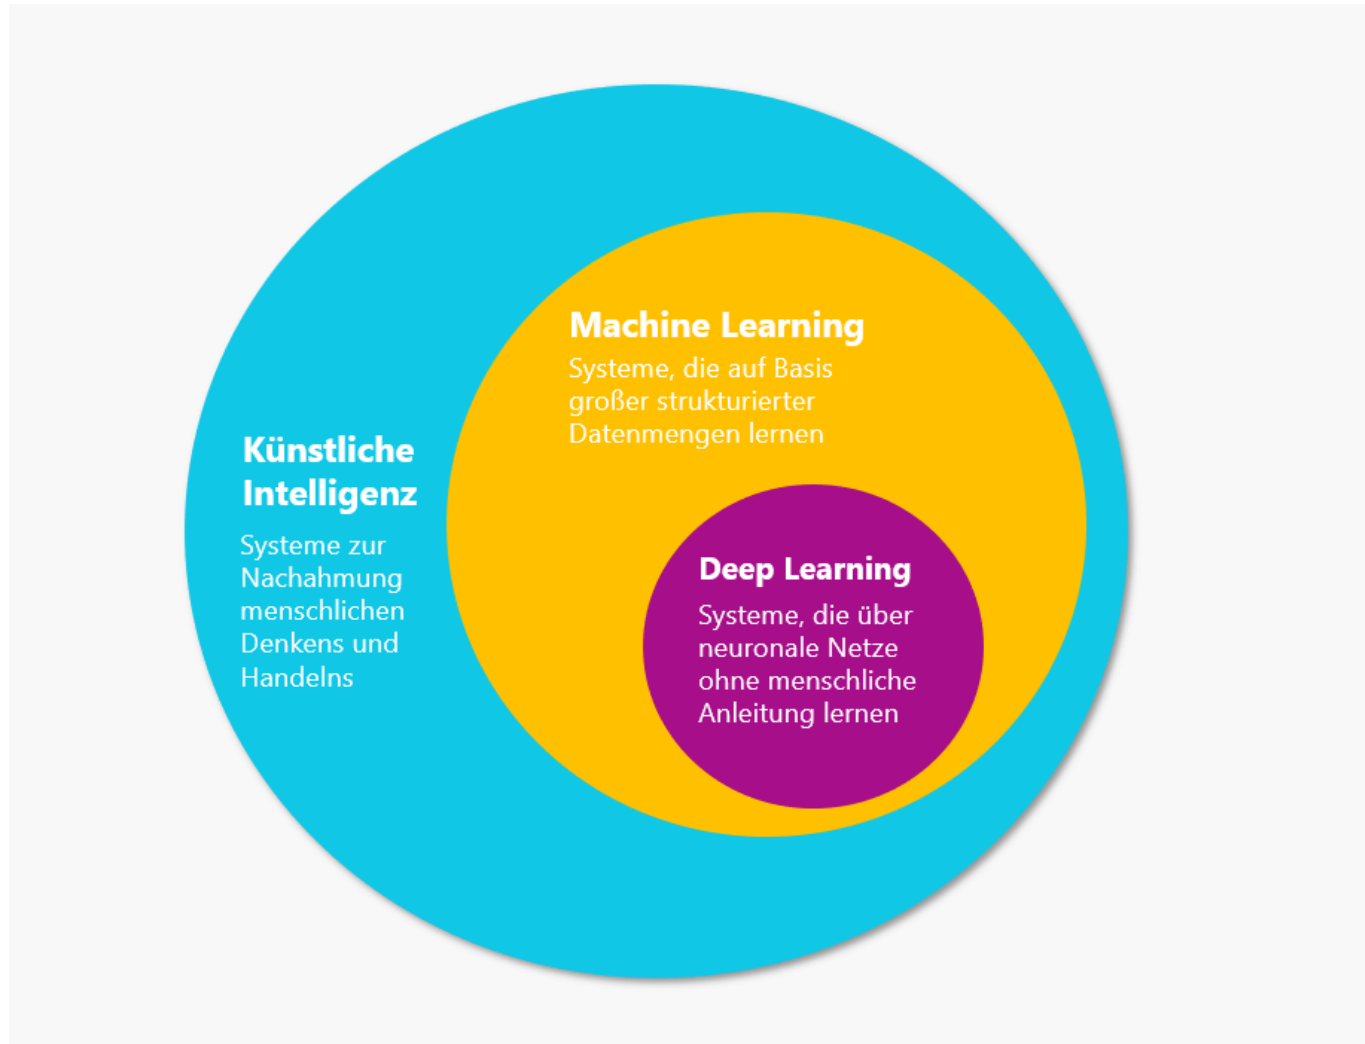 Künstliche
Intelligenz
Systeme zur
Nachahmung
menschlichen
Denkens und
Handelns
Machine Learning
Systeme, die auf Basis
großer strukturierter
Datenmengen lernen
Deep Learning
Systeme, die über
neuronale Netze
ohne menschliche
Anleitung lernen